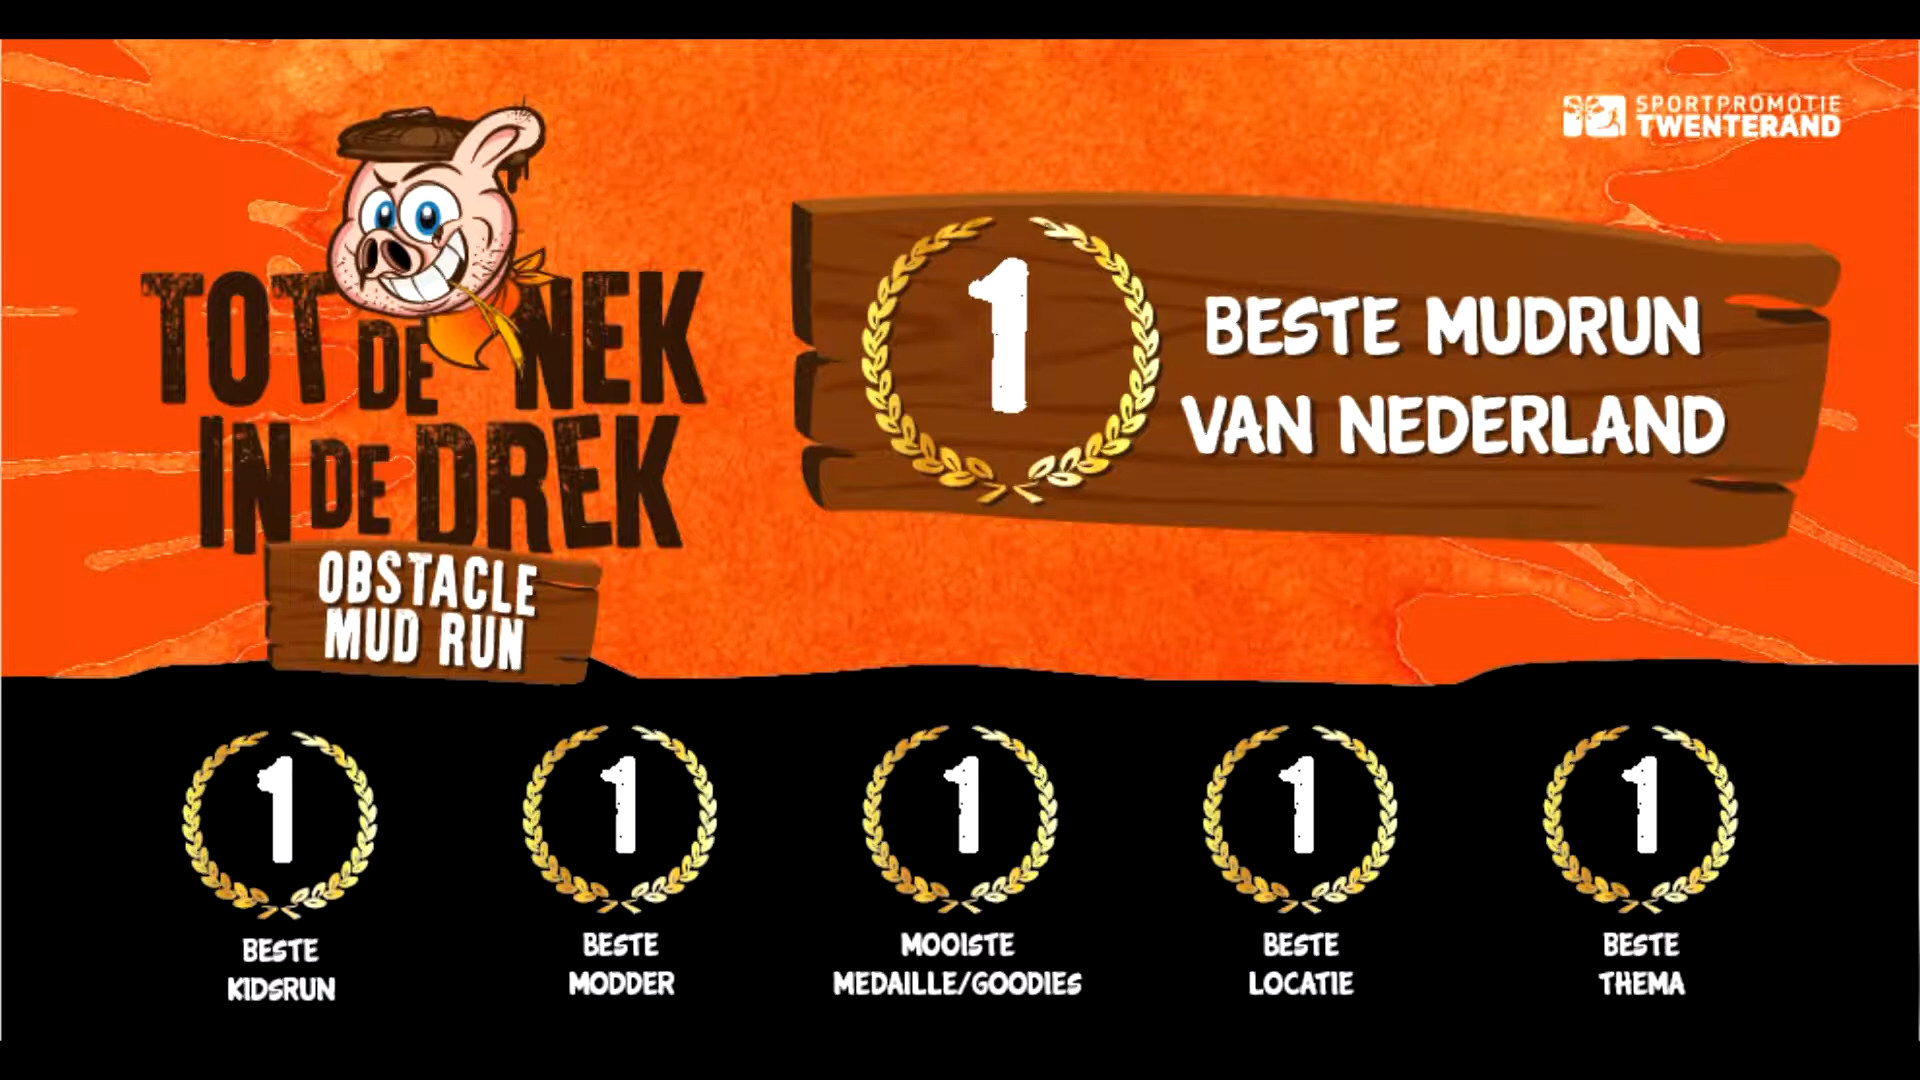 SPORTPROMOTIE
TWENTERAND
TOT DE NEK
IN DE DREK
OBSTACLE
MUD RUN
1
BESTE MUDRUN
VAN NEDERLAND
1
BESTE
KIDSRUN
1
BESTE
MODDER
1
MOOISTE
MEDAILLE/GOODIES
1
BESTE
LOCATIE
1
BESTE
THEMA